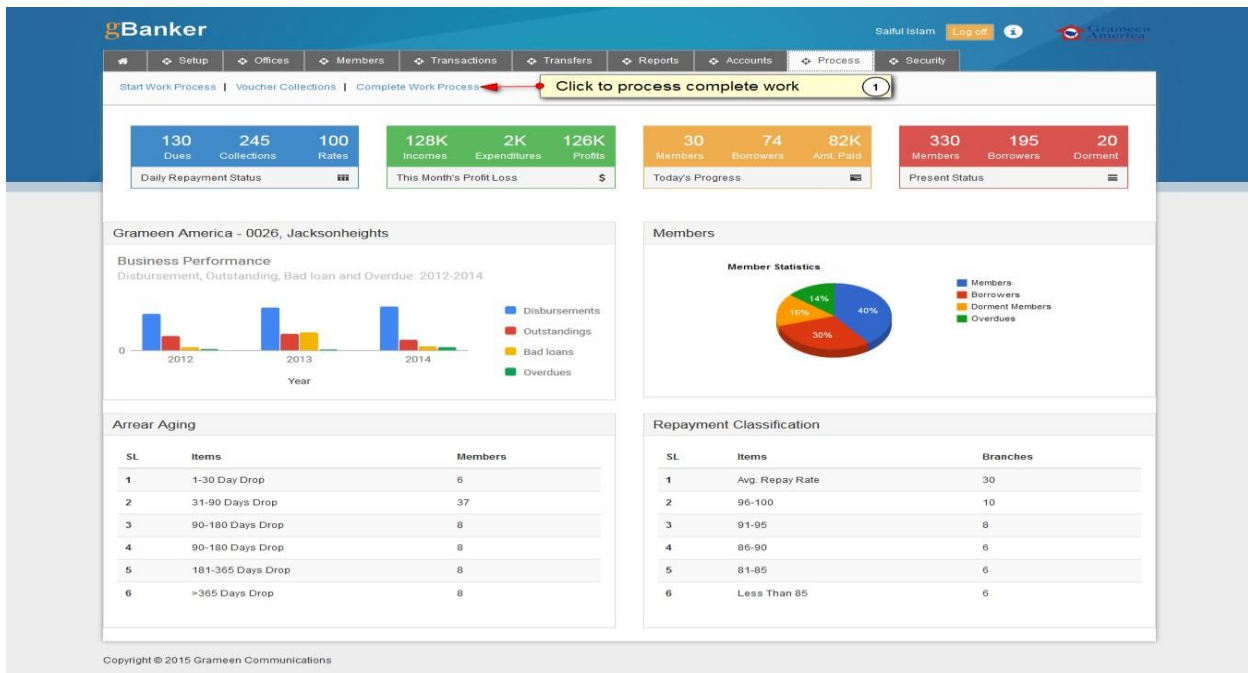 gBanker
Saiful Islam Log off
Grameen America
Setup Offices Members Transactions Transfers Reports Accounts Process Security
Start Work Process | Voucher Collections | Complete Work Process
Click to process complete work 1
130 245 100
Dues Collections Rates
Daily Repayment Status
128K 2K 126K
Incomes Expenditures Profits
This Month's Profit Loss $
30 74 82K
Members Borrowers Amt. Paid
Today's Progress
330 195 20
Members Borrowers Dorment
Present Status
Grameen America - 0026, Jacksonheights
Business Performance
Disbursement, Outstanding, Bad loan and Overdue: 2012-2014
Disbursements
Outstandings
Bad loans
Overdues
0
2012 2013 2014
Year
Members
Member Statistics
14%
40%
16%
30%
Members
Borrowers
Dorment Members
Overdues
Arrear Aging
SL Items Members
1 1-30 Day Drop 6
2 31-90 Days Drop 37
3 90-180 Days Drop 8
4 90-180 Days Drop 8
5 181-365 Days Drop 8
6 >365 Days Drop 8
Repayment Classification
SL Items Branches
1 Avg. Repay Rate 30
2 96-100 10
3 91-95 8
4 86-90 6
5 81-85 6
6 Less Than 85 6
Copyright © 2015 Grameen Communications